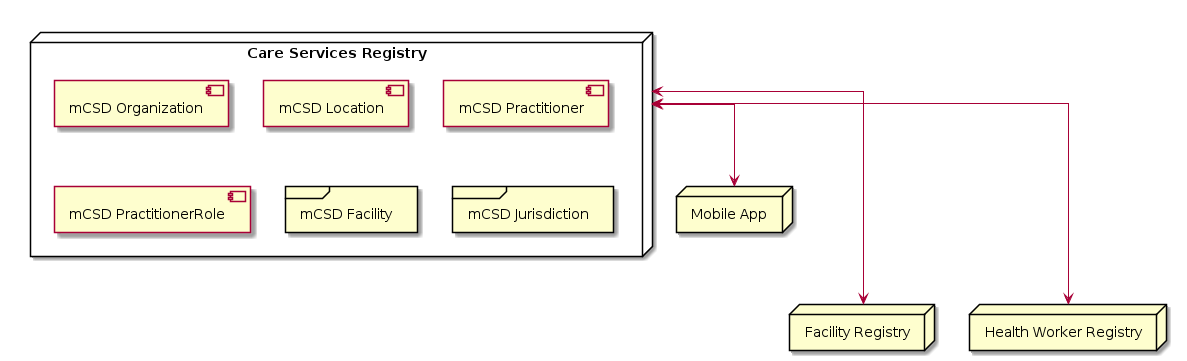 Care Services Registry
mCSD Organization
mCSD Location
mCSD Practitioner
mCSD PractitionerRole
mCSD Facility
mCSD Jurisdiction
Mobile App
Facility Registry
Health Worker Registry